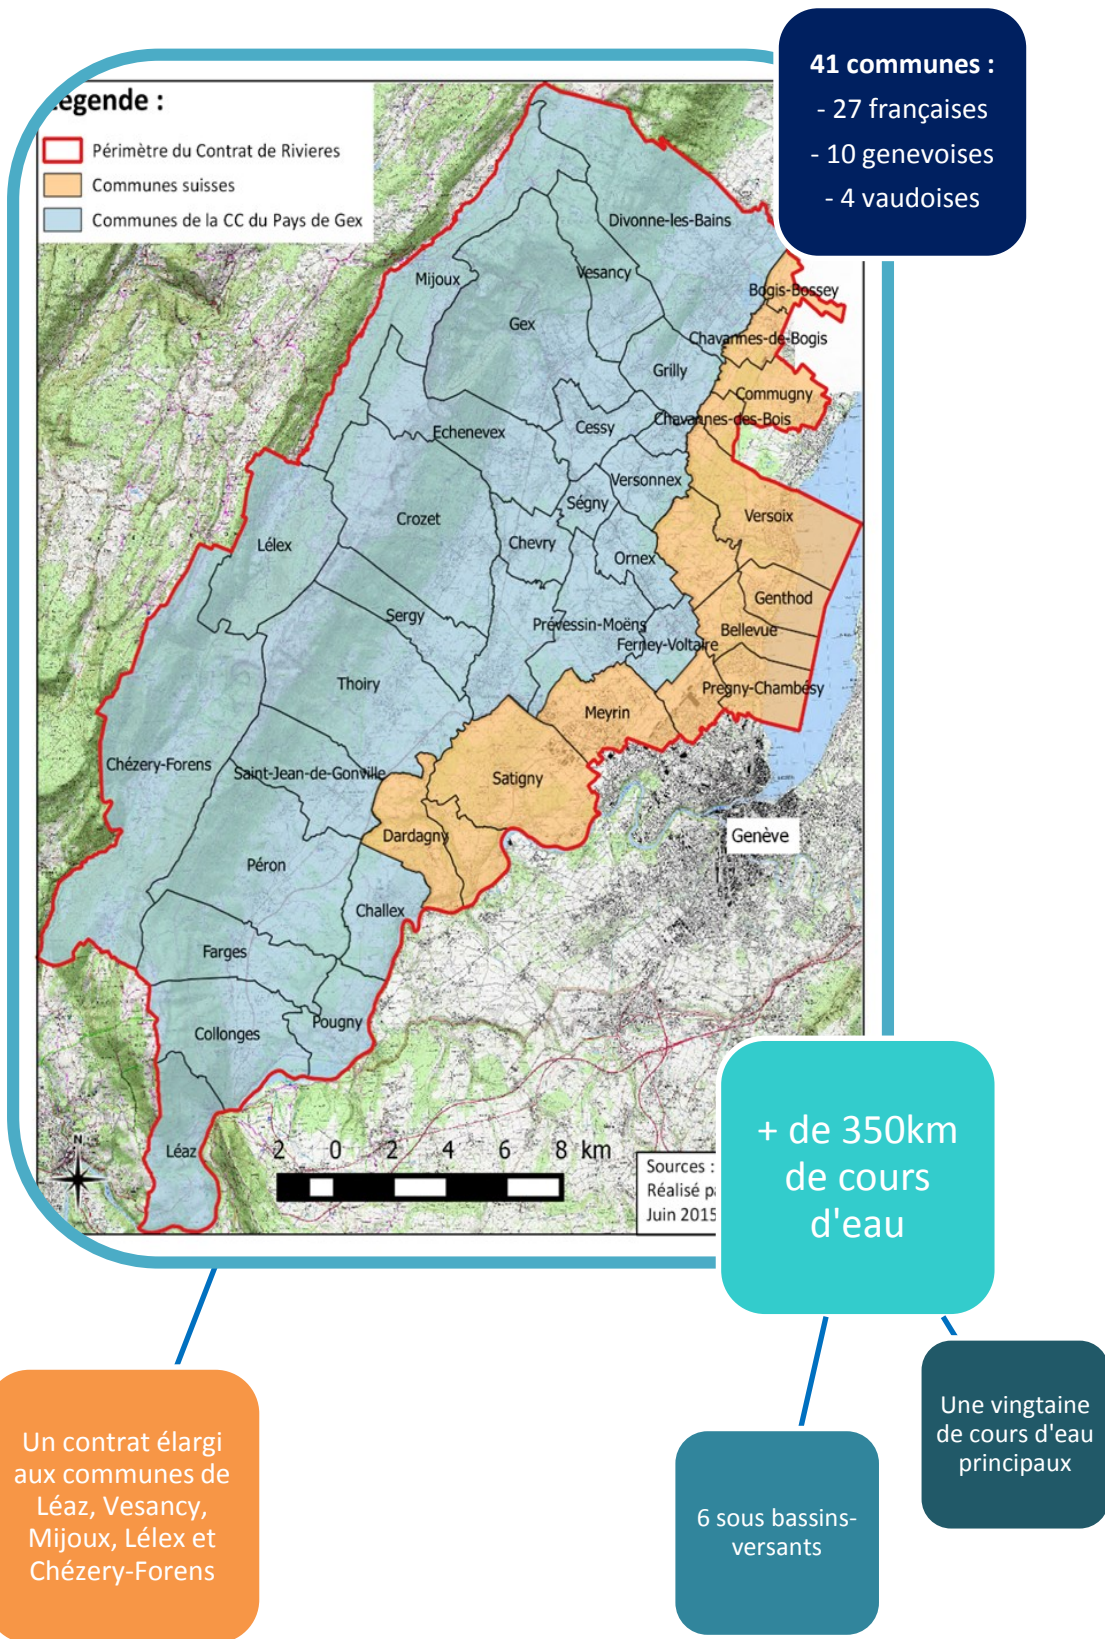 41 communes :
- 27 françaises
- 10 genevoises
- 4 vaudoises
égende :
Périmètre du Contrat de Rivieres
Communes suisses
Communes de la CC du Pays de Gex
Divonne-les-Bains
Mijoux
Vesancy
Bogis-Bossey
Gex
Chavannes-de-Bogis
Grilly
Commugny
Chavannes-des-Bois
Echenevex
Cessy
Versonnex
Ségny
Versoix
Crozet
Chevry
Lélex
Ornex
Genthod
Sergy
Prévessin-Moëns
Bellevue
Ferney-Voltaire
Thoiry
Pregny-Chambésy
Meyrin
Chézery-Forens
Saint-Jean-de-Gonville
Satigny
Dardagny
Genève
Péron
Challex
Farges
Pougny
Collonges
Léaz
N
2 0 2 4 6 8 km
Sources :
Réalisé pa
Juin 2015
+ de 350km
de cours
d'eau
Un contrat élargi
aux communes de
Léaz, Vesancy,
Mijoux, Lélex et
Chézery-Forens
6 sous bassins-
versants
Une vingtaine
de cours d'eau
principaux